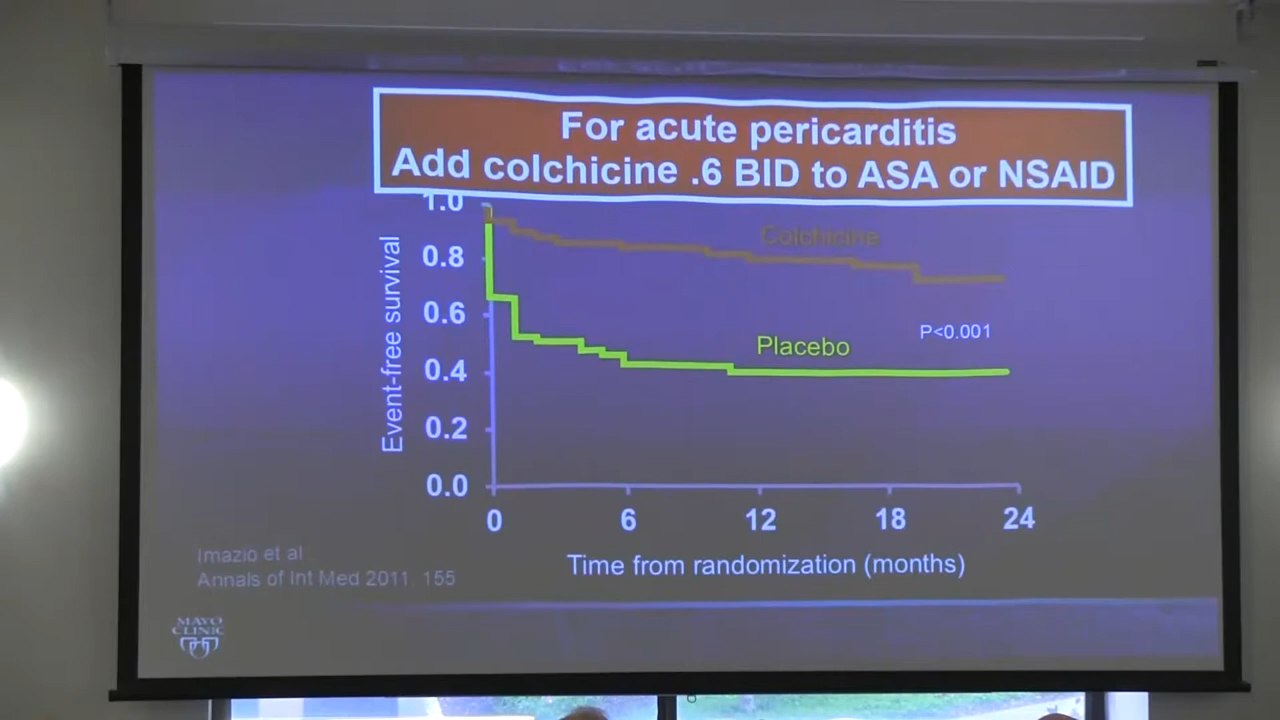 For acute pericarditis
Add colchicine .6 BID to ASA or NSAID
1.0
0.8
0.6
0.4
0.2
0.0
Event-free survival
Colchicine
Placebo
P<0.001
0 6 12 18 24
Time from randomization (months)
Imazio et al
Annals of Int Med 2011, 155
MAYO
CLINIC